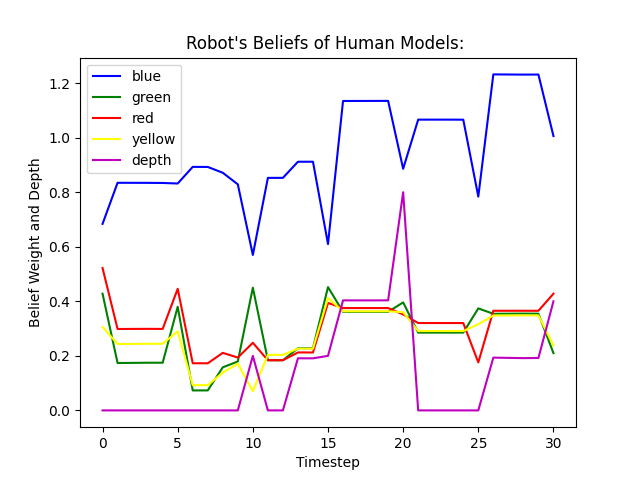 Robot's Beliefs of Human Models:
blue
green
red
yellow
depth
Belief Weight and Depth
1.2
1.0
0.8
0.6
0.4
0.2
0.0
0 5 10 15 20 25 30
Timestep